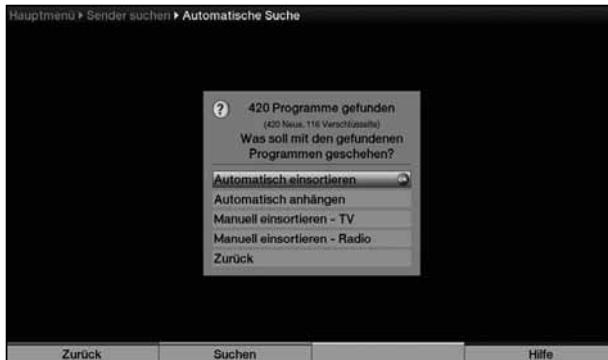 Hauptmenü ▸ Sender suchen ▸ Automatische Suche
420 Programme gefunden
(420 Neue, 116 Verschlüsselte)
Was soll mit den gefundenen
Programmen geschehen?
Automatisch einsortieren
Automatisch anhängen
Manuell einsortieren - TV
Manuell einsortieren - Radio
Zurück
Zurück Suchen Hilfe